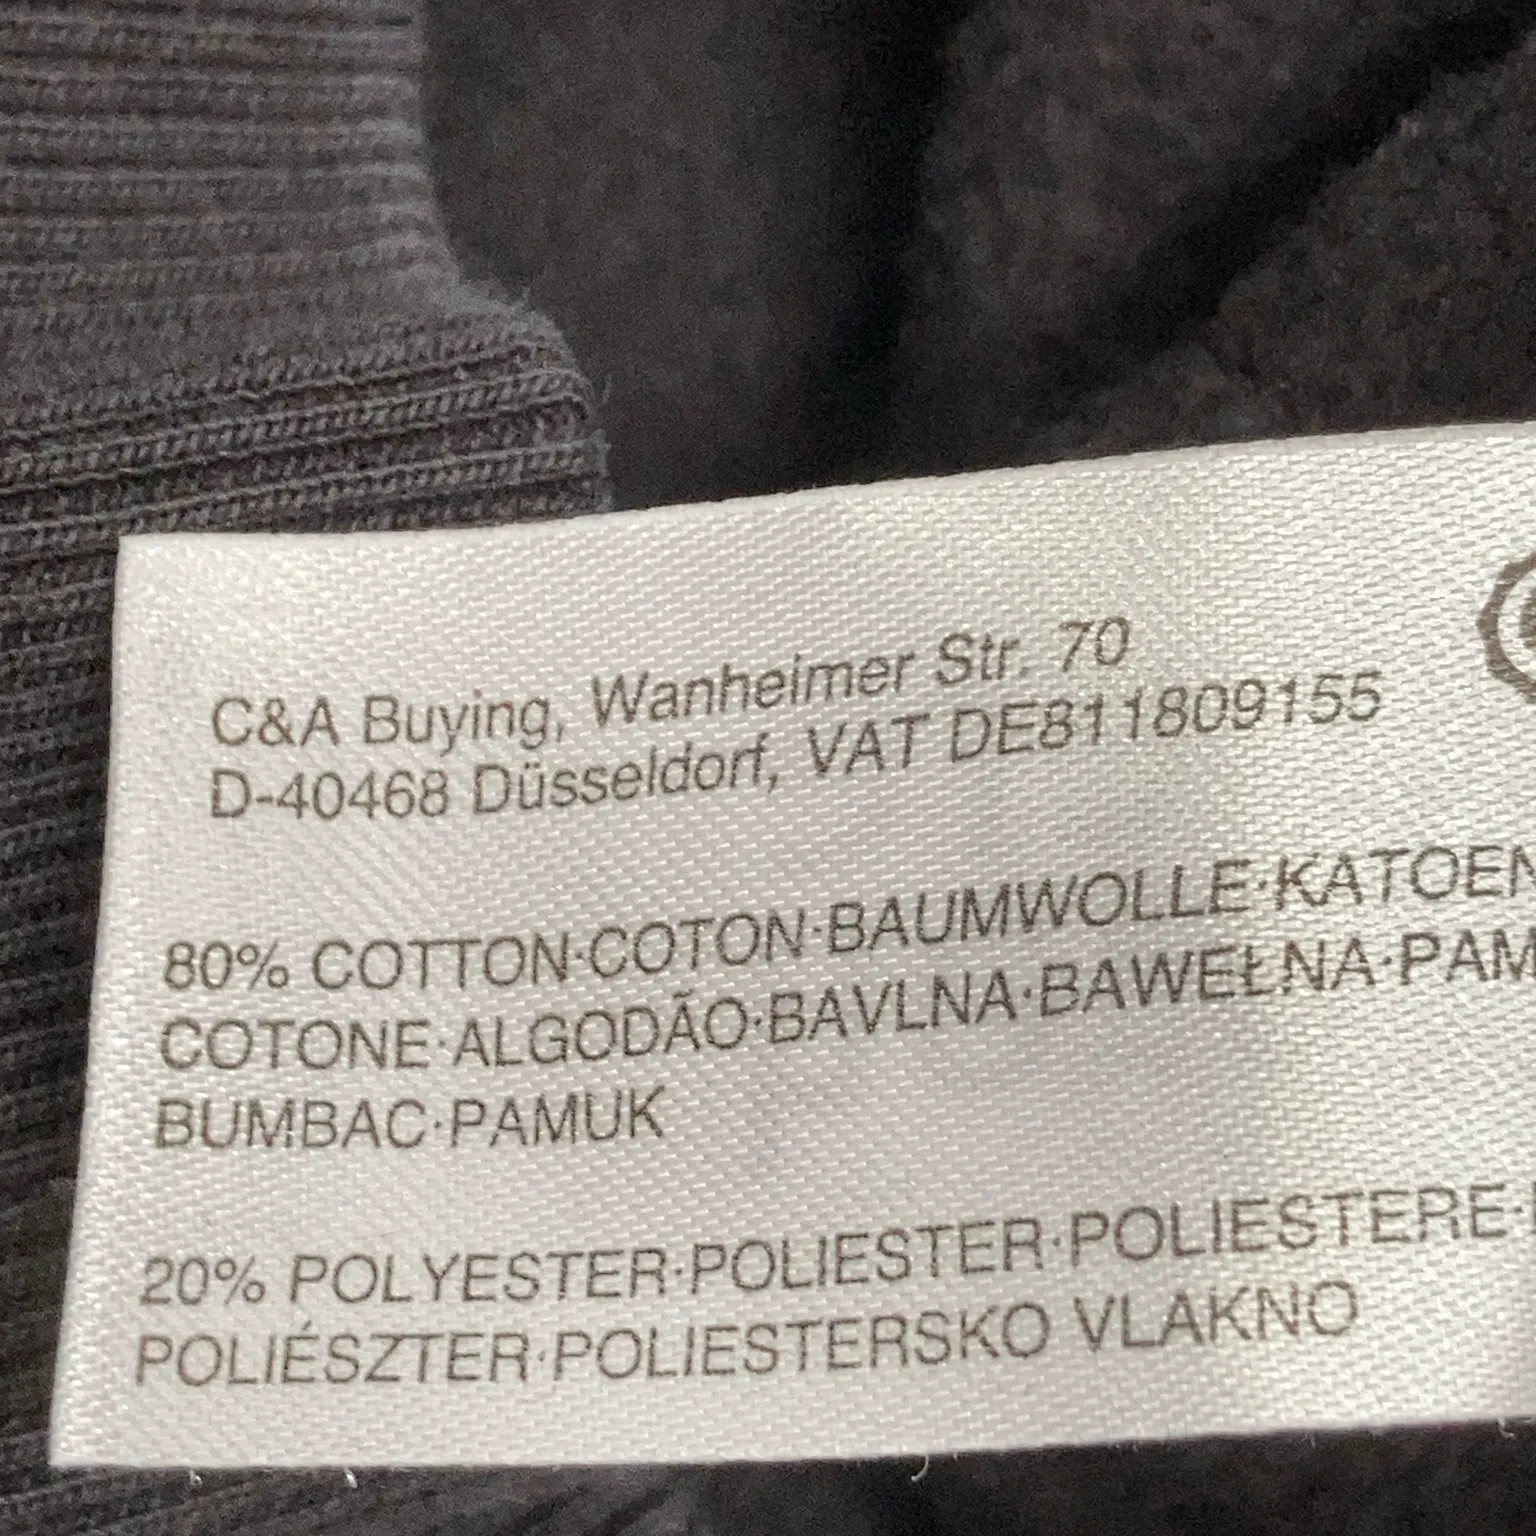 C&A Buying, Wanheimer Str. 70
D-40468 Düsseldorf, VAT DE811809155
80% COTTON·COTON·BAUMWOLLE·KATOEN
COTONE·ALGODÃO·BAVLNA·BAWEŁNA·PAM
BUMBAC·PAMUK
20% POLYESTER·POLIESTER·POLIESTERE·
POLIÉSZTER·POLIESTERSKO VLAKNO